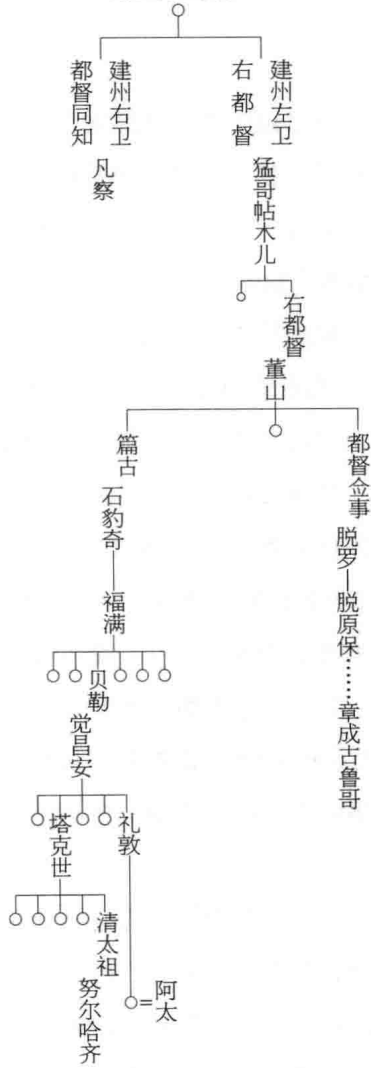 建州左卫
右都督
猛哥帖木儿
建州右卫
都督同知
凡察
右都督
董山
都督佥事
脱罗—脱原保……章成古鲁哥
篇古
石豹奇
福满
贝勒
觉昌安
礼敦
塔克世
清太祖
努尔哈齐
阿太